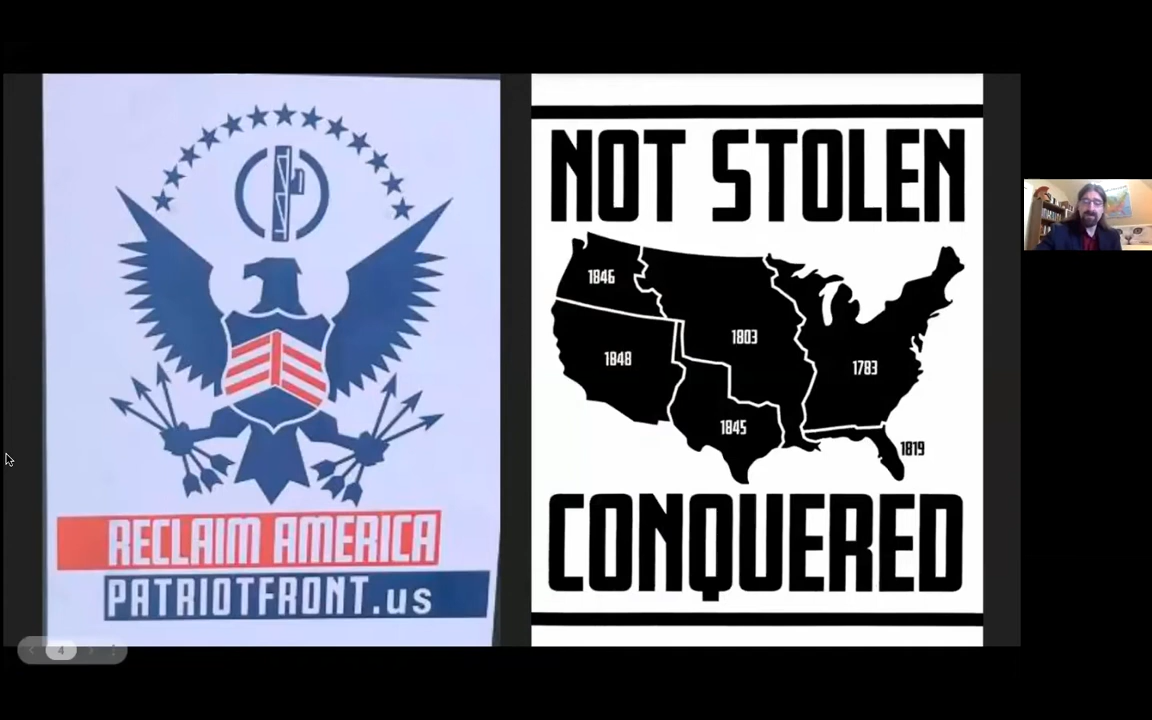 RECLAIM AMERICA
PATRIOTFRONT.us
NOT STOLEN
1846
1803
1848
1783
1845
1819
CONQUERED
4